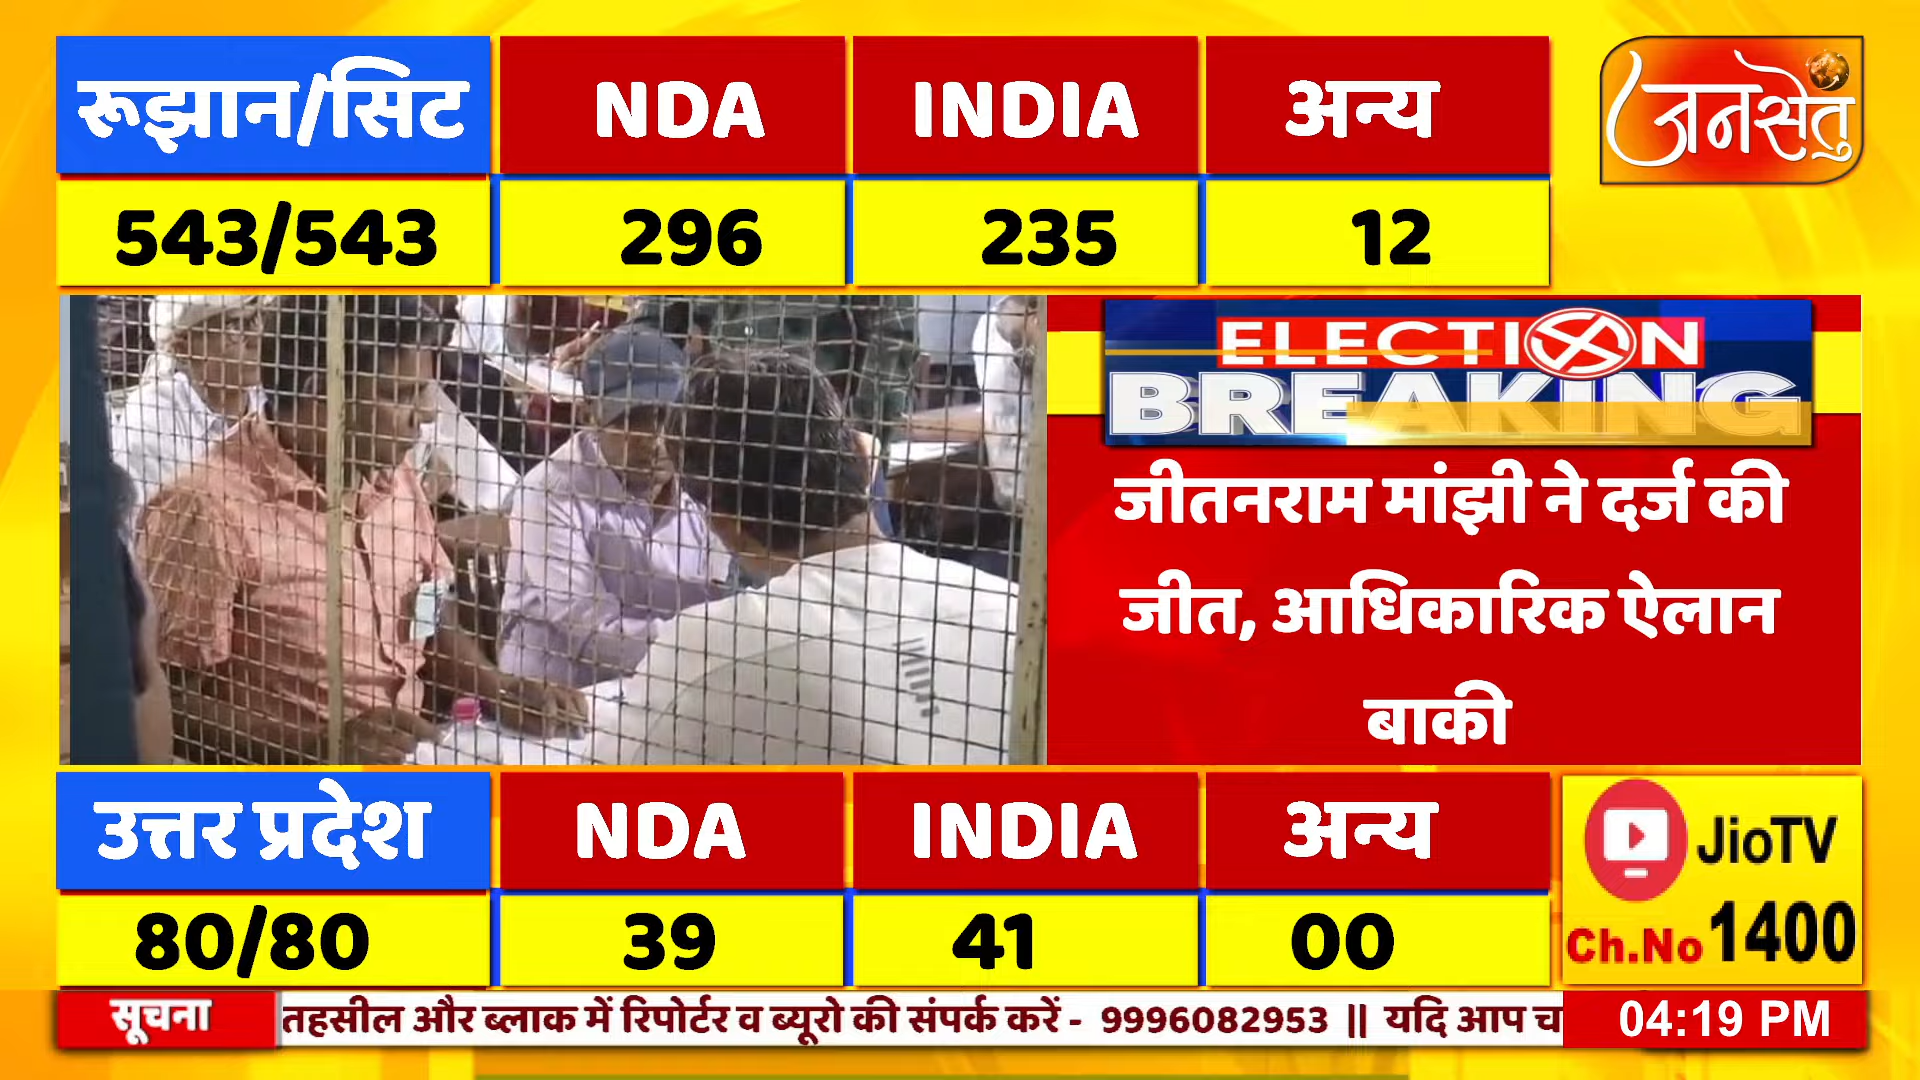 रूझान/सिट NDA INDIA अन्य
जनसेतु
543/543 296 235 12
ELECTION
BREAKING
जीतनराम मांझी ने दर्ज की
जीत, आधिकारिक ऐलान
बाकी
उत्तर प्रदेश NDA INDIA अन्य
JioTV
80/80 39 41 00
Ch.No 1400
सूचना तहसील और ब्लाक में रिपोर्टर व ब्यूरो की संपर्क करें - 9996082953 || यदि आप च 04:19 PM